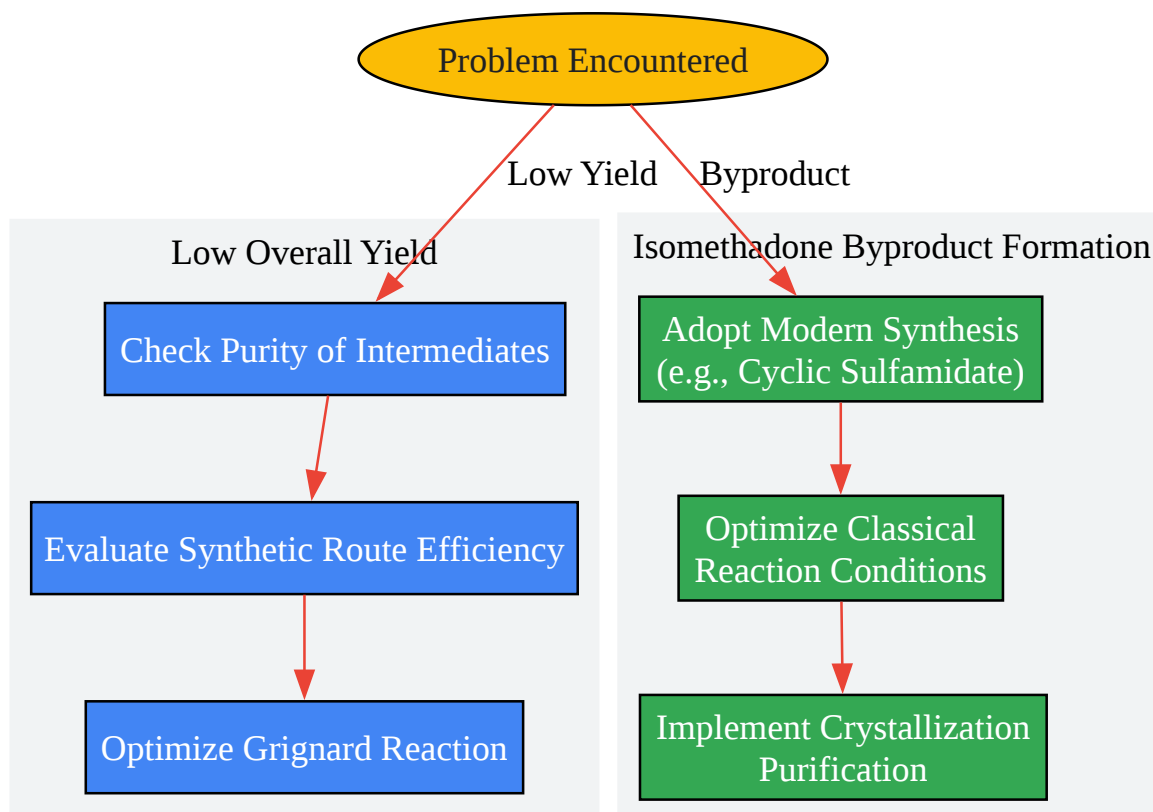 Problem Encountered
Low Yield
Byproduct
Low Overall Yield
Check Purity of Intermediates
Evaluate Synthetic Route Efficiency
Optimize Grignard Reaction
Isomethadone Byproduct Formation
Adopt Modern Synthesis
(e.g., Cyclic Sulfamidate)
Optimize Classical
Reaction Conditions
Implement Crystallization
Purification